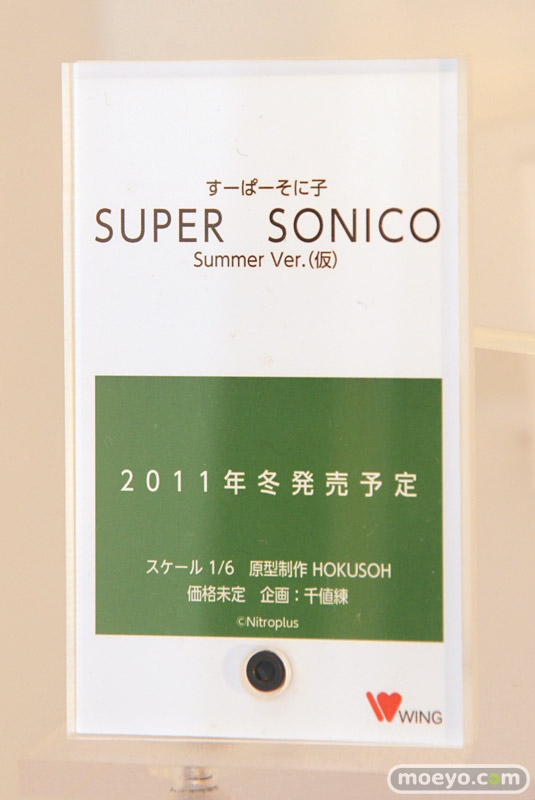 すーぱーそに子
SUPER SONICO
Summer Ver.(仮)
2011年冬発売予定
スケール 1/6 原型制作 HOKUSOH
価格未定 企画：千値練
©Nitroplus
WING
moeyo.com